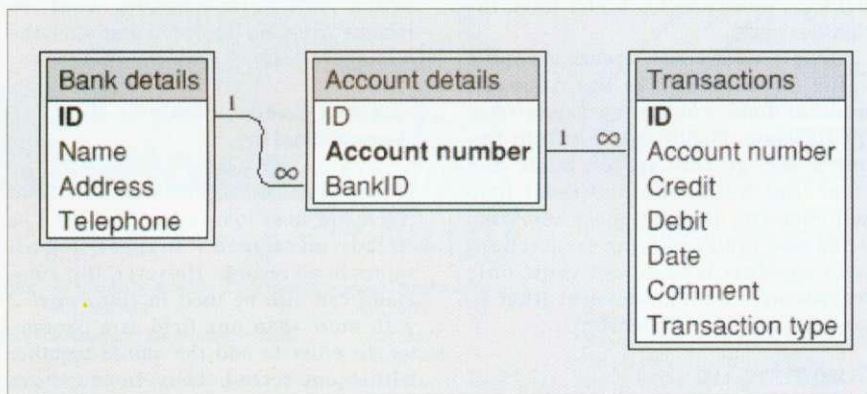 Bank details
ID
Name
Address
Telephone
1
∞
Account details
ID
Account number
BankID
1 ∞
Transactions
ID
Account number
Credit
Debit
Date
Comment
Transaction type